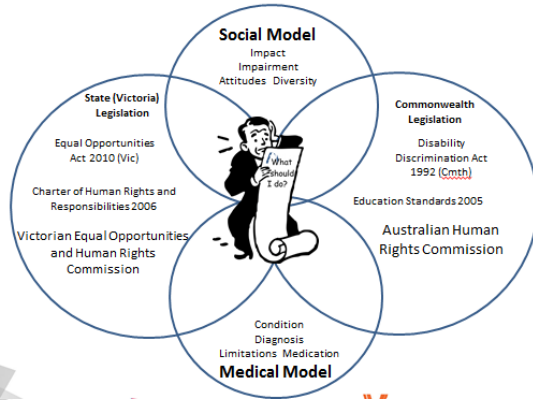 Social Model
Impact
Impairment
Attitudes Diversity
State (Victoria)
Legislation
Equal Opportunities
Act 2010 (Vic)
Charter of Human Rights and
Responsibilities 2006
Victorian Equal Opportunities
and Human Rights
Commission
What
should
I do?
Commonwealth
Legislation
Disability
Discrimination Act
1992 (Cmth)
Education Standards 2005
Australian Human
Rights Commission
Condition
Diagnosis
Limitations Medication
Medical Model